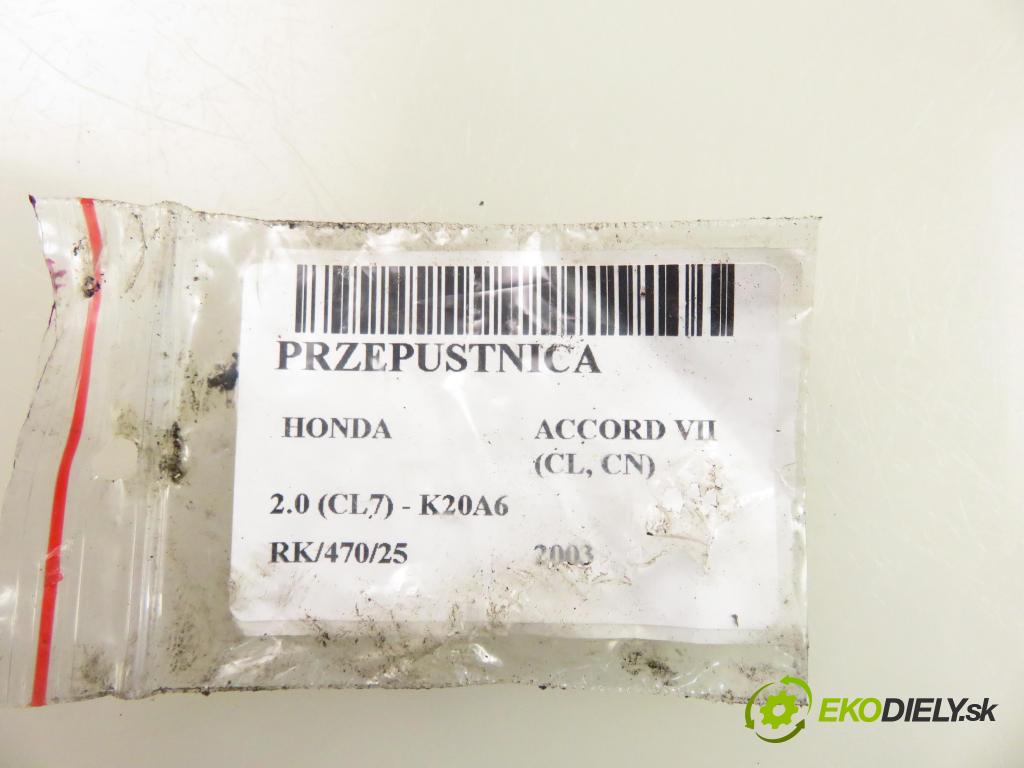 PRZEPUSTNICA
HONDA
ACCORD VII
(CL, CN)
2.0 (CL7) - K20A6
RK/470/25
2003
EKODIELY.sk